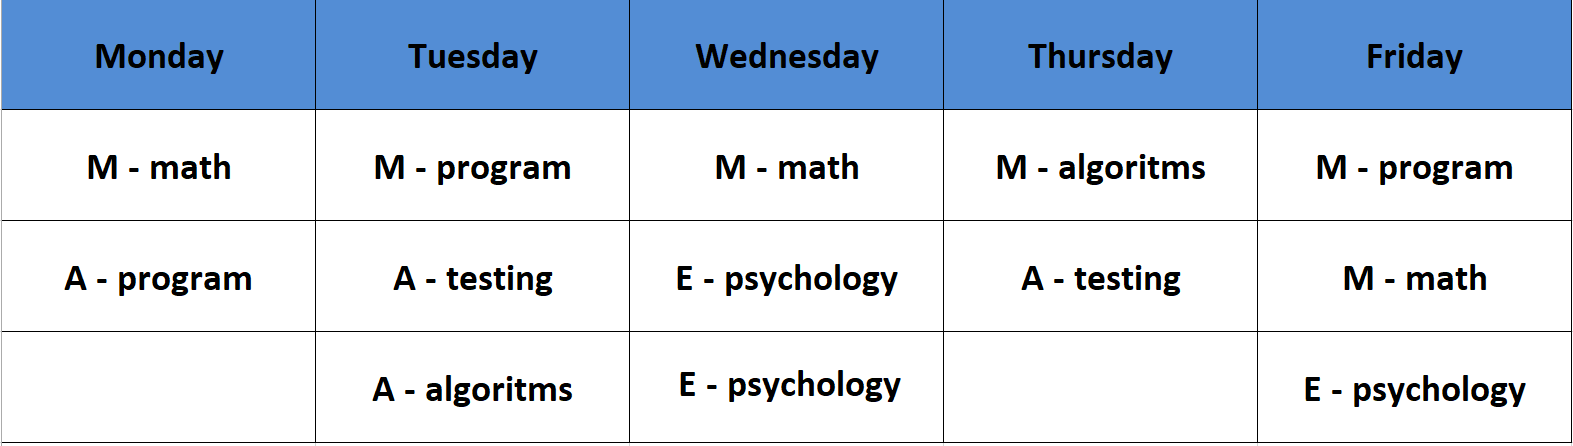 Monday Tuesday Wednesday Thursday Friday
M - math M - program M - math M - algoritms M - program
A - program A - testing E - psychology A - testing M - math
A - algoritms E - psychology E - psychology